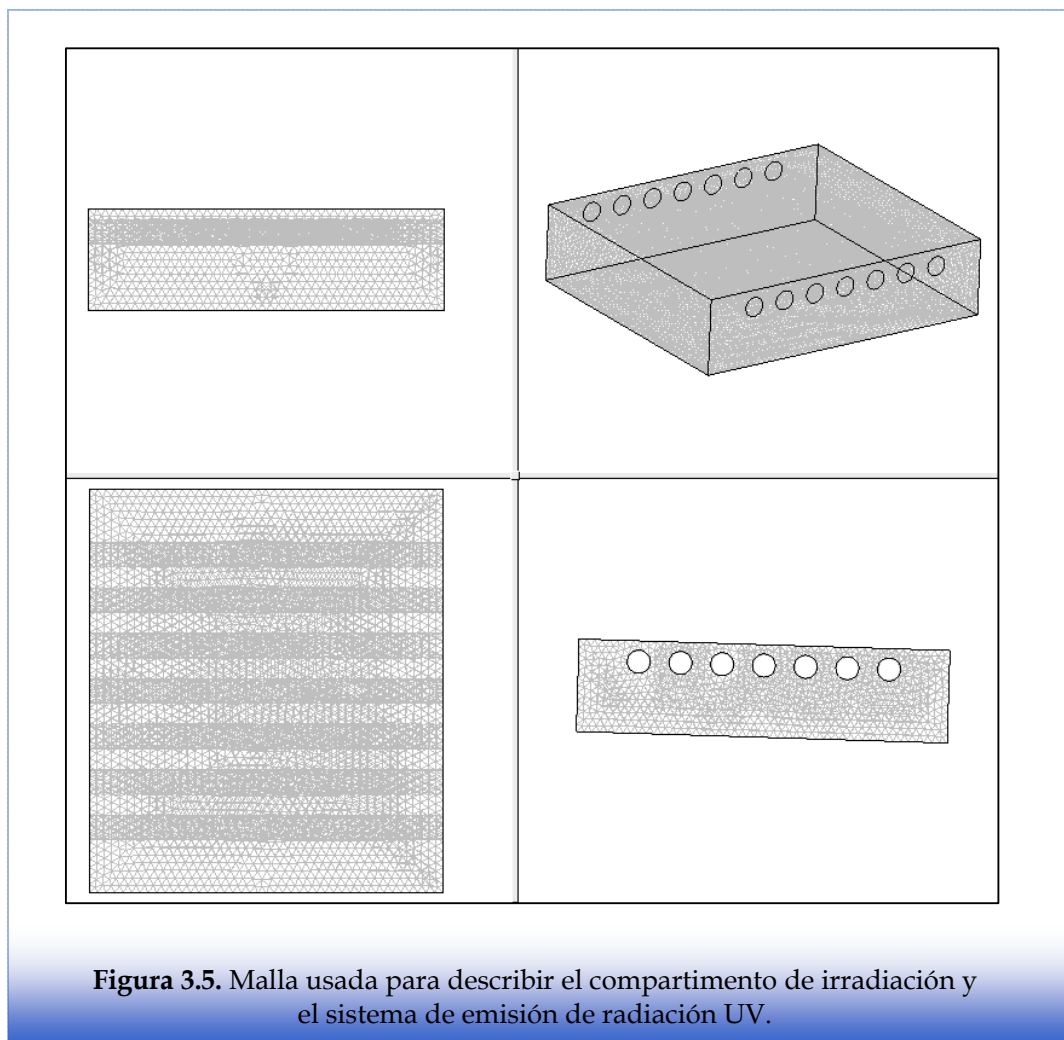 Figura 3.5. Malla usada para describir el compartimento de irradiación y
el sistema de emisión de radiación UV.